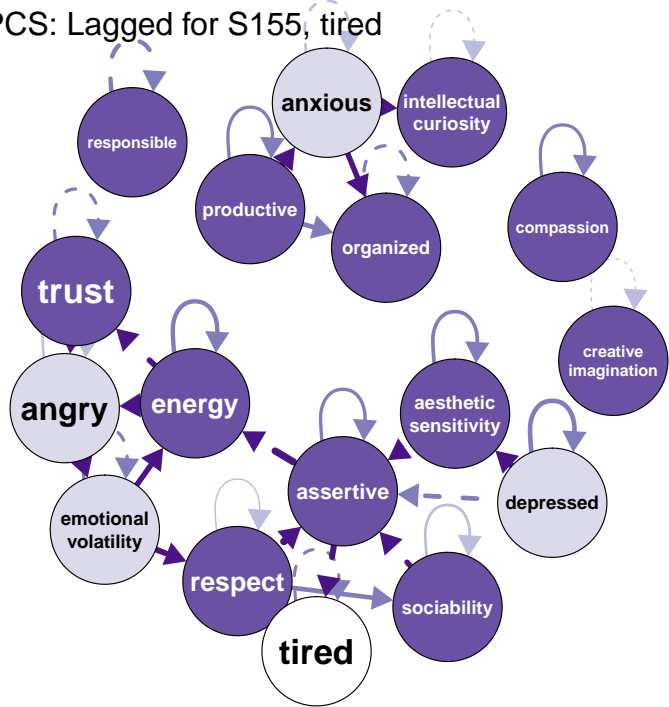 PCS: Lagged for S155, tired
anxious
intellectual
curiosity
responsible
productive
organized
compassion
trust
creative
imagination
angry
energy
aesthetic
sensitivity
assertive
depressed
emotional
volatility
respect
sociability
tired